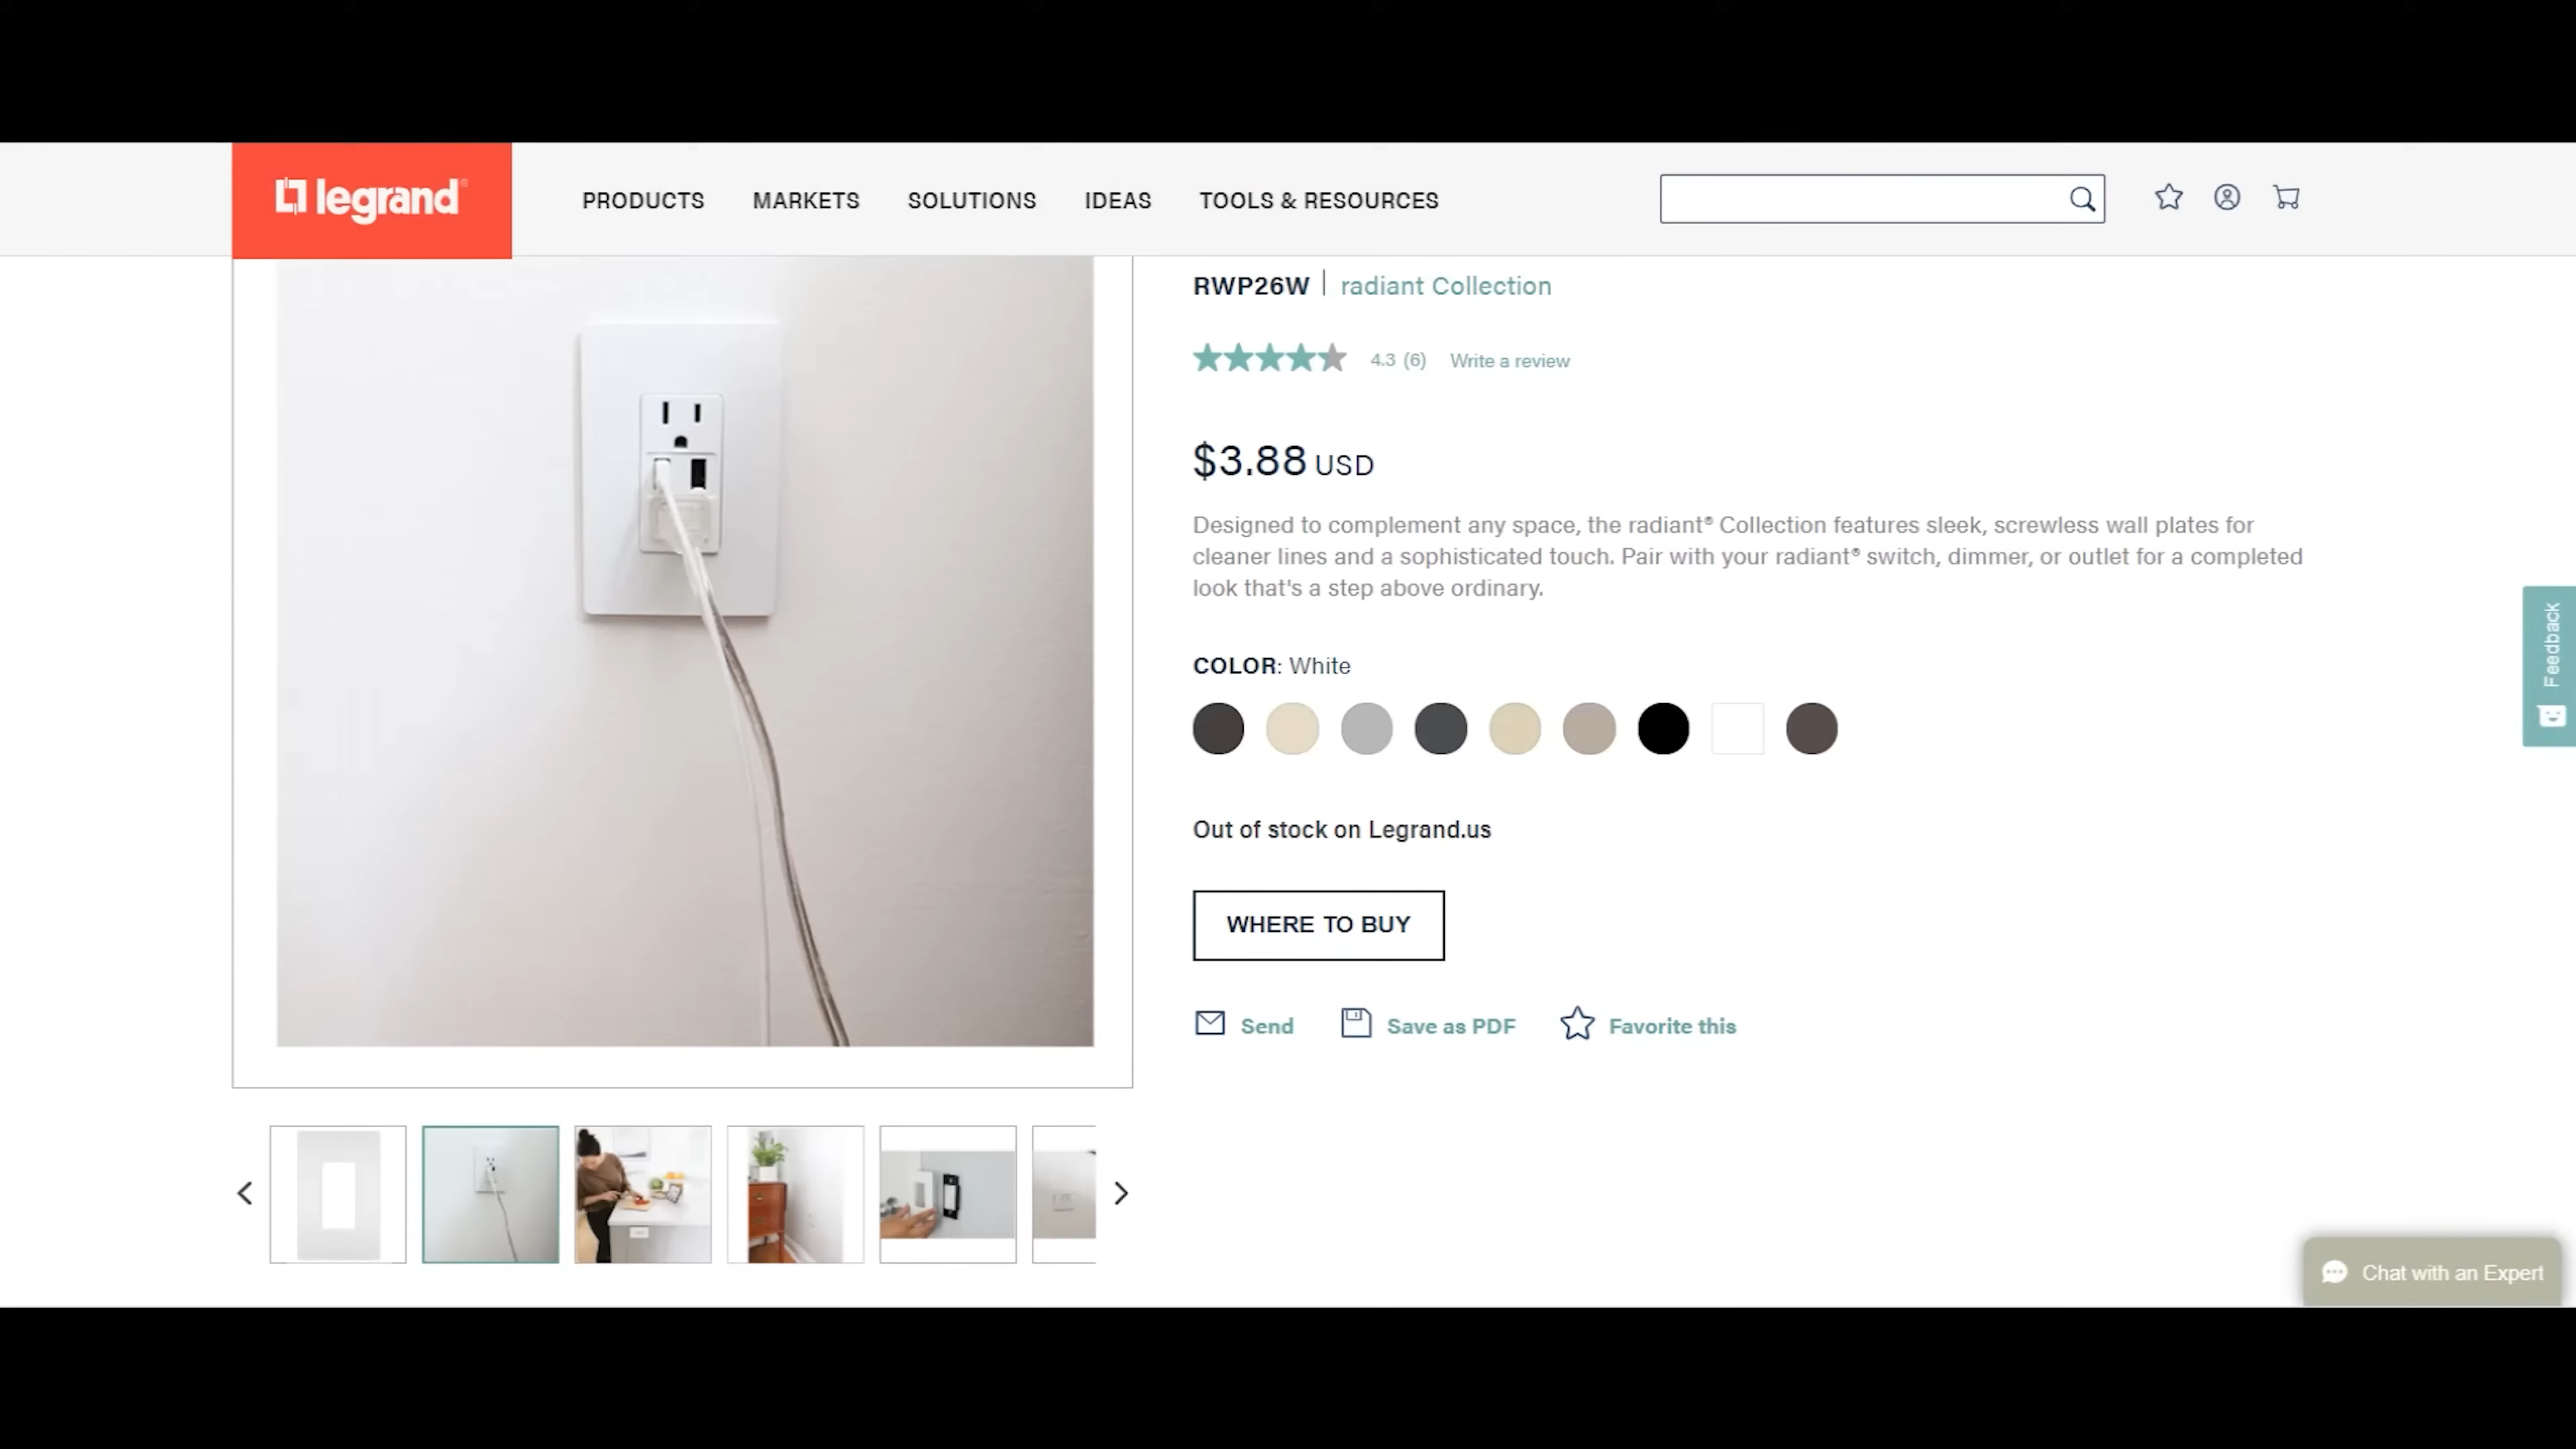 legrand®
PRODUCTS MARKETS SOLUTIONS IDEAS TOOLS & RESOURCES
RWP26W | radiant Collection
4.3 (6) Write a review
$3.88 USD
Designed to complement any space, the radiant® Collection features sleek, screwless wall plates for
cleaner lines and a sophisticated touch. Pair with your radiant® switch, dimmer, or outlet for a completed
look that's a step above ordinary.
COLOR: White
Feedback
Out of stock on Legrand.us
WHERE TO BUY
Send Save as PDF Favorite this
Chat with an Expert